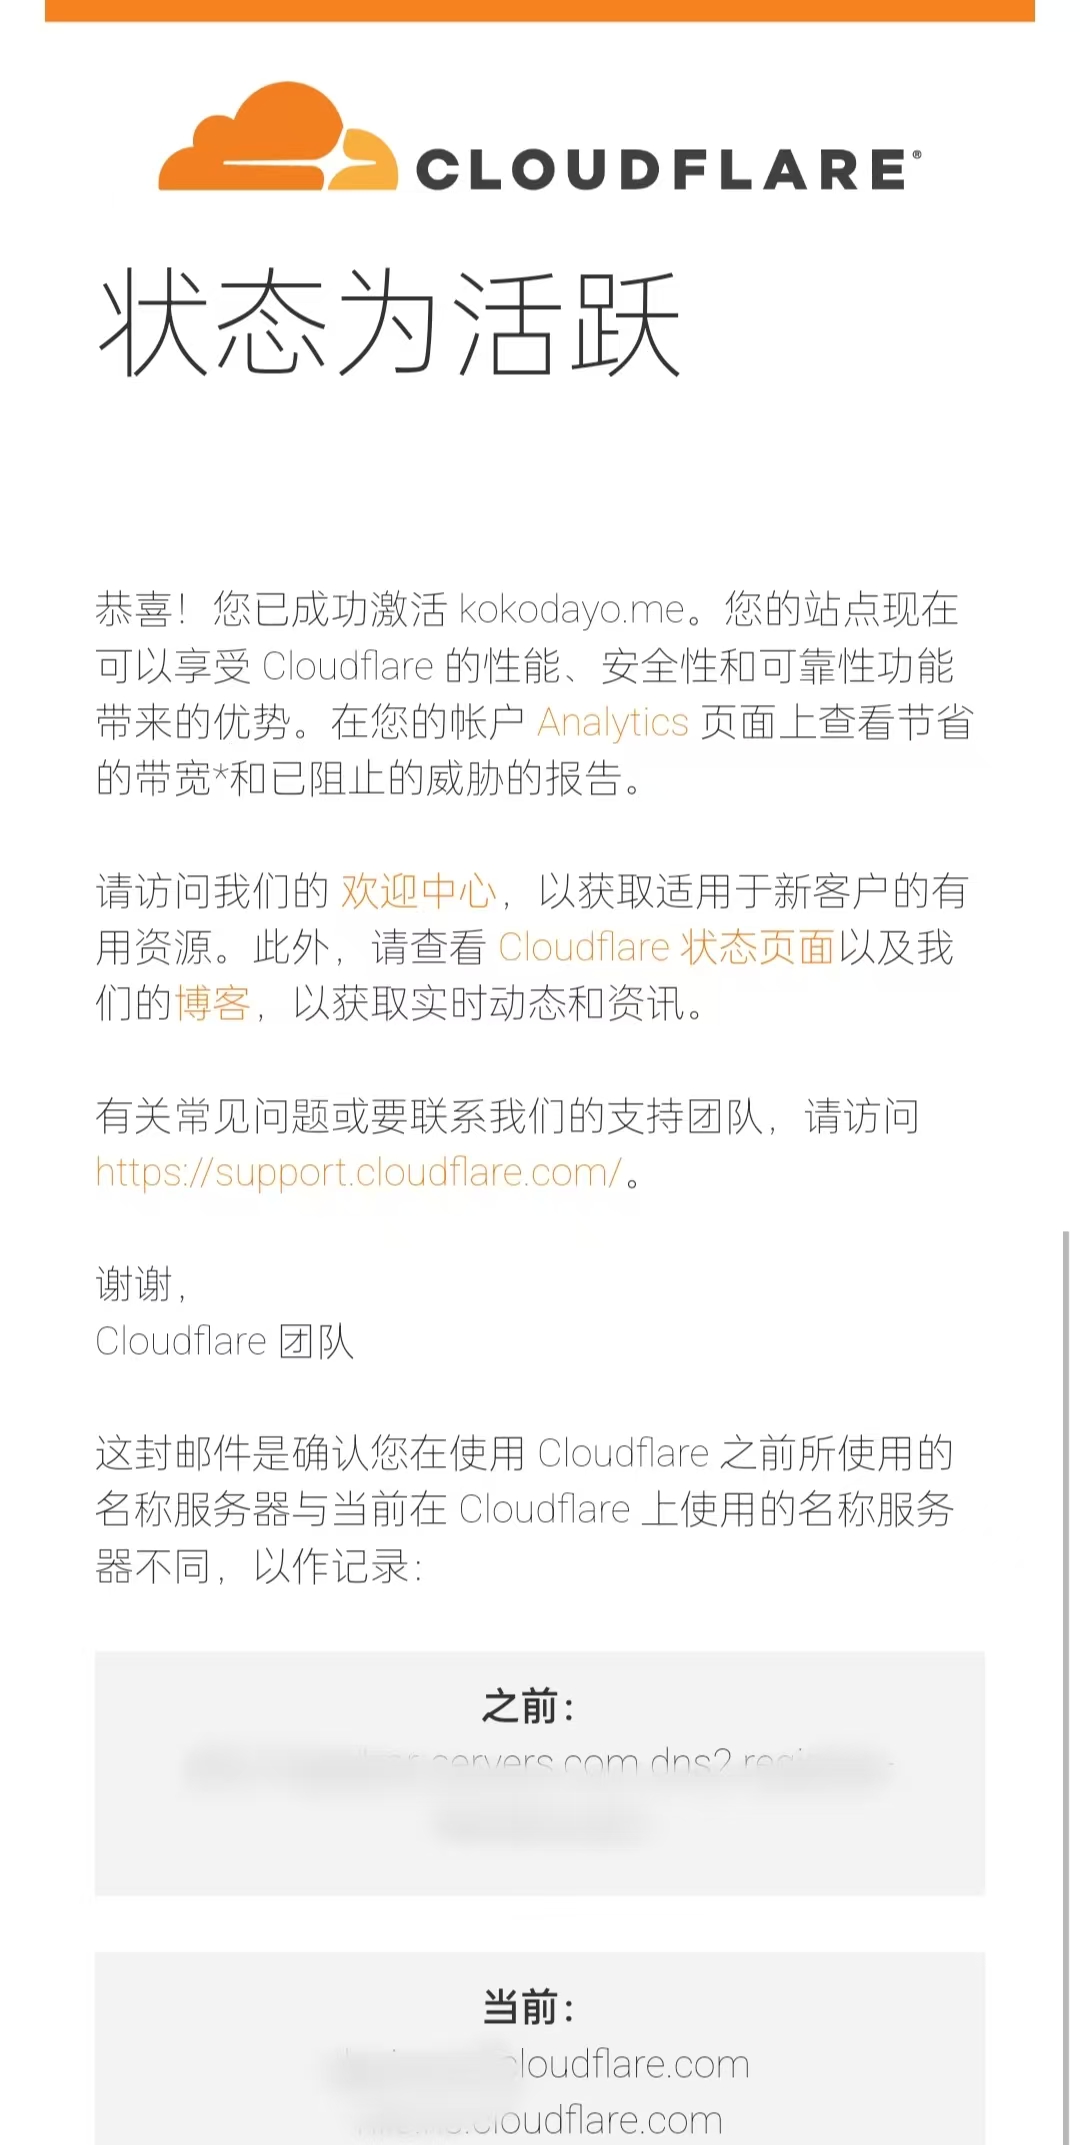 CLOUDFLARE®
状态为活跃
恭喜！您已成功激活 kokodayo.me。您的站点现在
可以享受 Cloudflare 的性能、安全性和可靠性功能
带来的优势。在您的帐户 Analytics 页面上查看节省
的带宽*和已阻止的威胁的报告。
请访问我们的 欢迎中心，以获取适用于新客户的有
用资源。此外，请查看 Cloudflare 状态页面以及我
们的博客，以获取实时动态和资讯。
有关常见问题或要联系我们的支持团队，请访问
https://support.cloudflare.com/。
谢谢，
Cloudflare 团队
这封邮件是确认您在使用 Cloudflare 之前所使用的
名称服务器与当前在 Cloudflare 上使用的名称服务
器不同，以作记录：
之前：
servers.com dns2
当前：
cloudflare.com
cloudflare.com